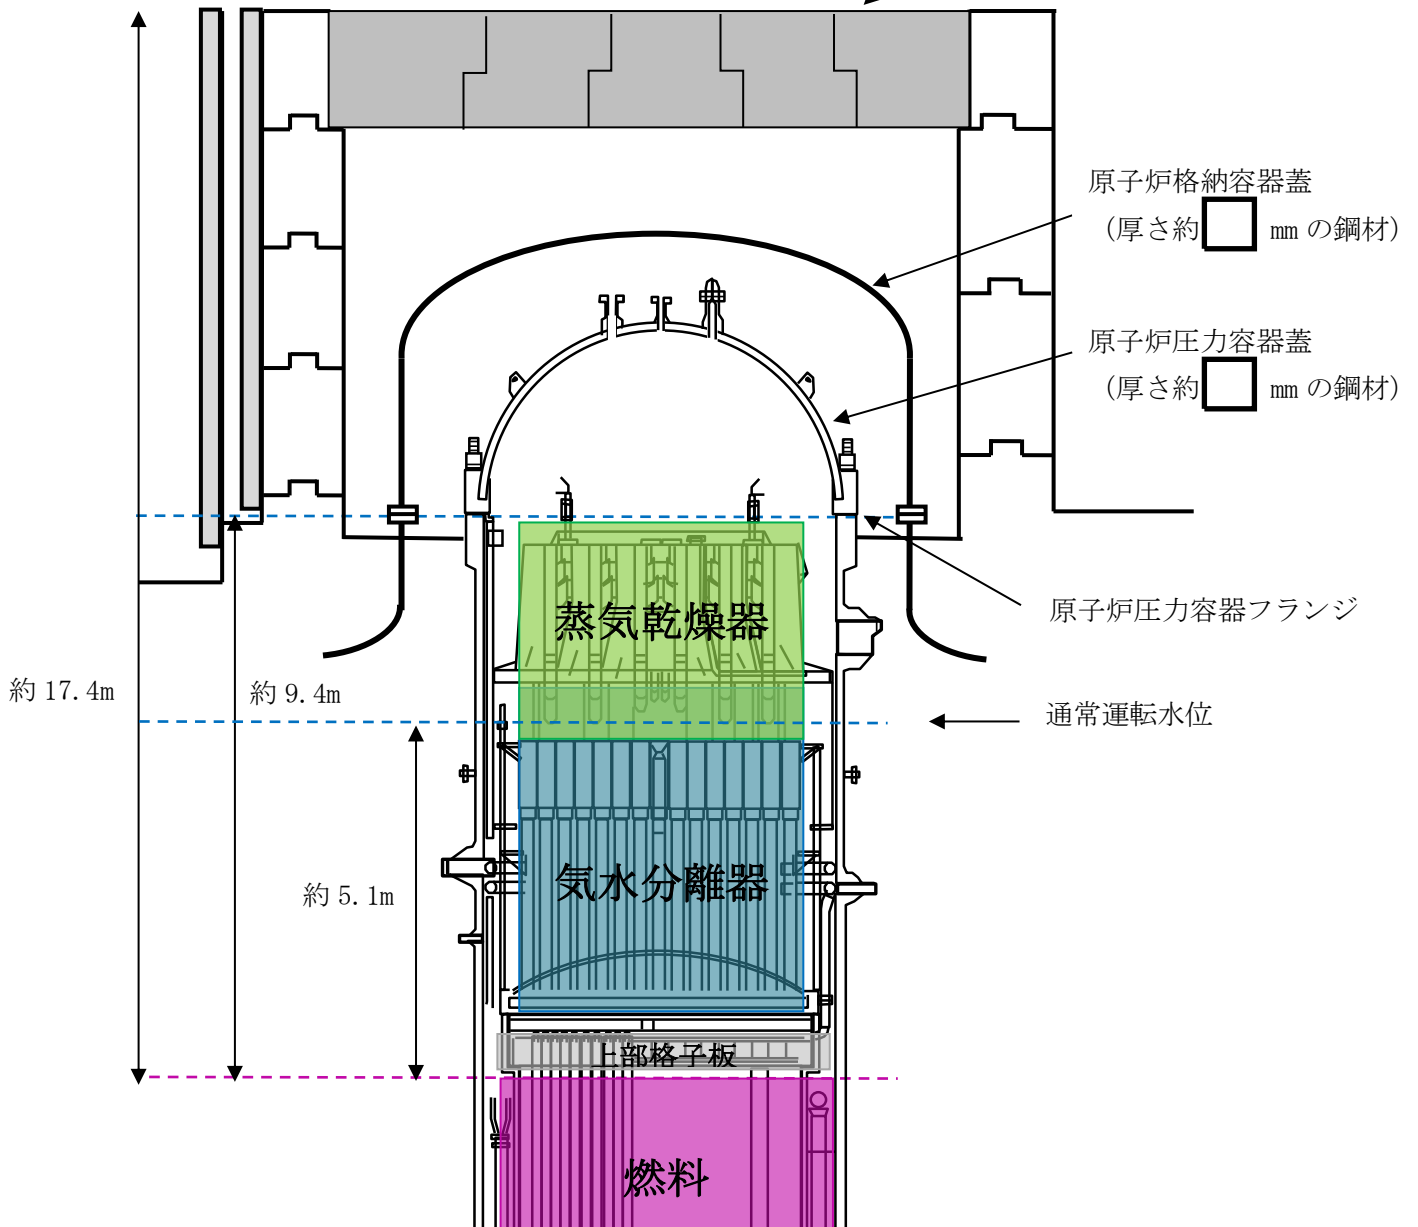 原子炉格納容器蓋
(厚さ約 mm の鋼材)
原子炉圧力容器蓋
(厚さ約 mm の鋼材)
蒸気乾燥器
原子炉圧力容器フランジ
約 17.4m
約 9.4m
通常運転水位
約 5.1m
気水分離器
上部格子板
燃料